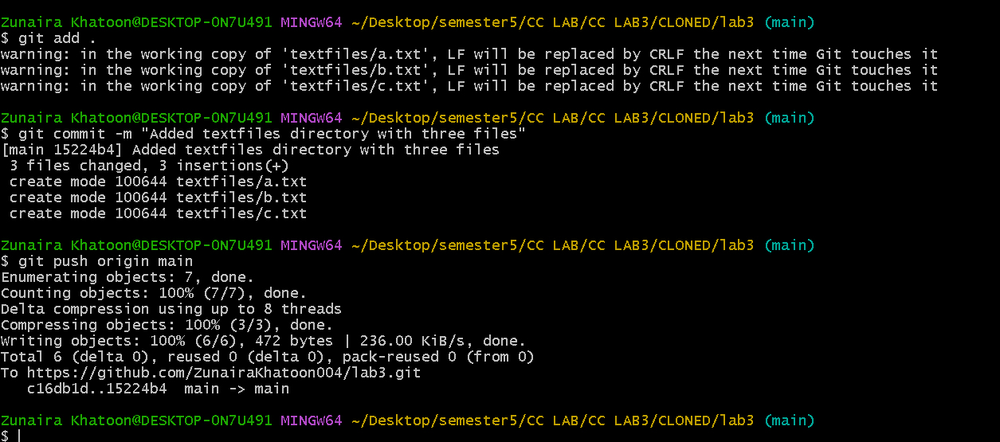 Zunaira Khatoon@DESKTOP-ON7U491 MINGW64 ~/Desktop/semester5/CC LAB/CC LAB3/CLONED/lab3 (main)
$ git add .
warning: in the working copy of 'textfiles/a.txt', LF will be replaced by CRLF the next time Git touches it
warning: in the working copy of 'textfiles/b.txt', LF will be replaced by CRLF the next time Git touches it
warning: in the working copy of 'textfiles/c.txt', LF will be replaced by CRLF the next time Git touches it
Zunaira Khatoon@DESKTOP-ON7U491 MINGW64 ~/Desktop/semester5/CC LAB/CC LAB3/CLONED/lab3 (main)
$ git commit -m "Added textfiles directory with three files"
[main 15224b4] Added textfiles directory with three files
 3 files changed, 3 insertions(+)
 create mode 100644 textfiles/a.txt
 create mode 100644 textfiles/b.txt
 create mode 100644 textfiles/c.txt
Zunaira Khatoon@DESKTOP-ON7U491 MINGW64 ~/Desktop/semester5/CC LAB/CC LAB3/CLONED/lab3 (main)
$ git push origin main
Enumerating objects: 7, done.
Counting objects: 100% (7/7), done.
Delta compression using up to 8 threads
Compressing objects: 100% (3/3), done.
Writing objects: 100% (6/6), 472 bytes | 236.00 KiB/s, done.
Total 6 (delta 0), reused 0 (delta 0), pack-reused 0 (from 0)
To https://github.com/ZunairaKhatoon004/lab3.git
   c16db1d..15224b4  main -> main
Zunaira Khatoon@DESKTOP-ON7U491 MINGW64 ~/Desktop/semester5/CC LAB/CC LAB3/CLONED/lab3 (main)
$